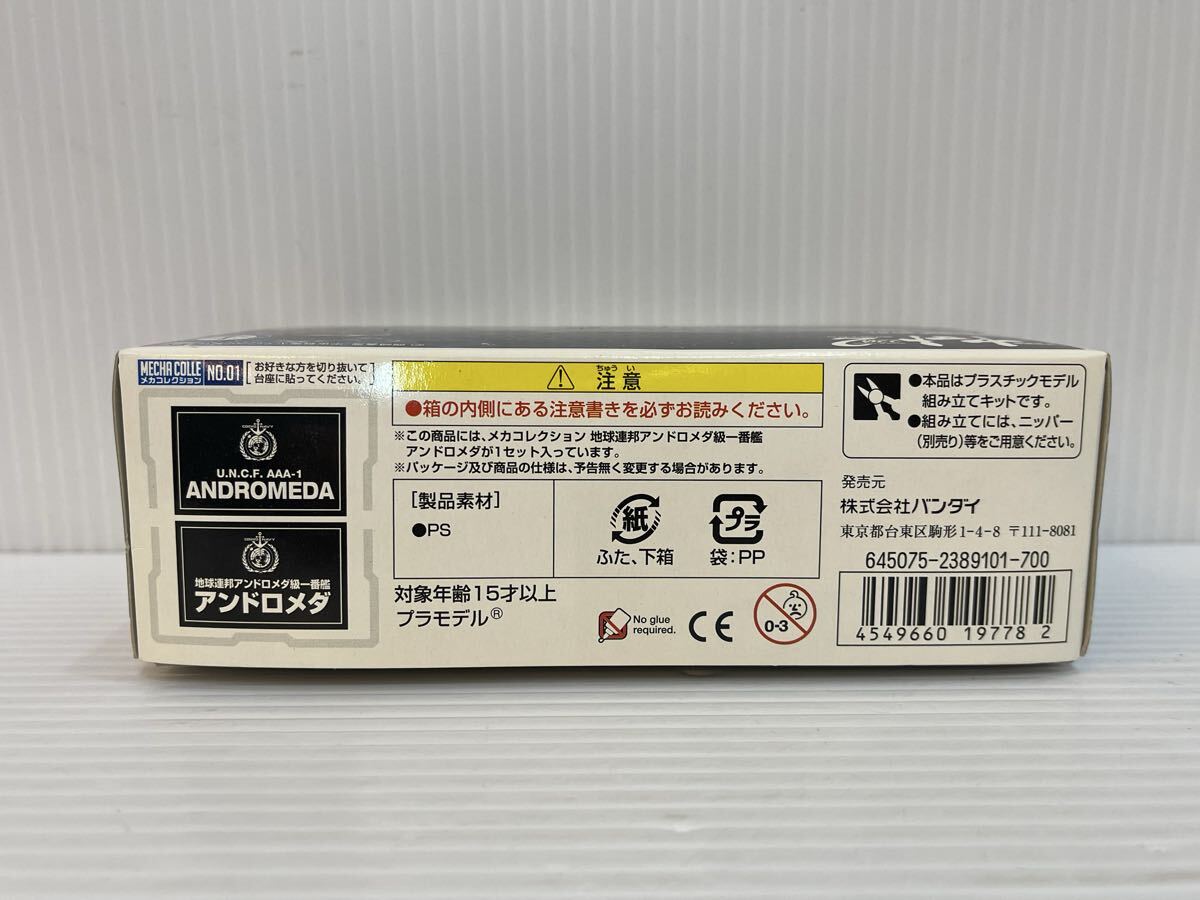 MECHA COLLE
メカコレクション
NO.01
お好きな方を切り抜いて
台座に貼ってください。
U.N.C.F. AAA-1
ANDROMEDA
地球連邦アンドロメダ級一番艦
アンドロメダ
ちゅう い
注意
●箱の内側にある注意書きを必ずお読みください。
※この商品には、メカコレクション 地球連邦アンドロメダ級一番艦
アンドロメダが1セット入っています。
※パッケージ及び商品の仕様は、予告無く変更する場合があります。
[製品素材]
●PS
紙
ふた、下箱
プラ
袋:PP
対象年齢15才以上
プラモデル®
No glue
required.
CE
0-3
●本品はプラスチックモデル
組み立てキットです。
●組み立てには、ニッパー
(別売り)等をご用意ください。
発売元
株式会社バンダイ
東京都台東区駒形1-4-8 〒111-8081
645075-2389101-700
4549660 19778 2